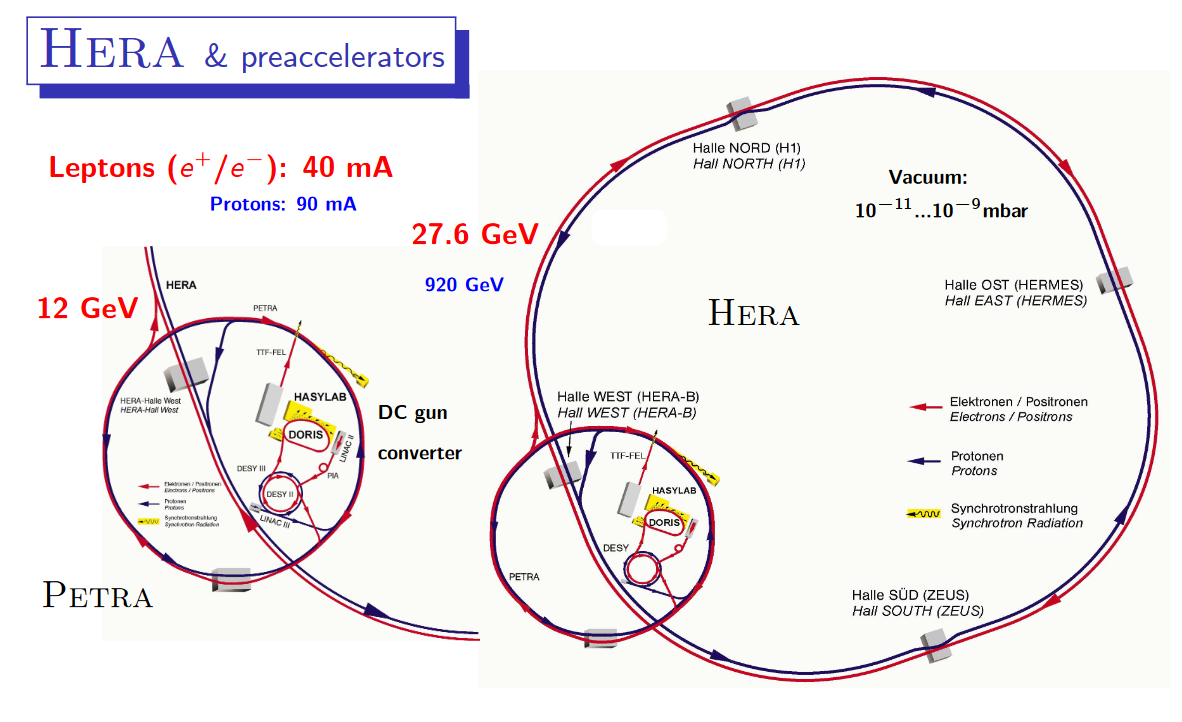 HERA & preaccelerators
Leptons (e⁺/e⁻): 40 mA
Protons: 90 mA
27.6 GeV
920 GeV
12 GeV
HERA
PETRA
TTF-FEL
HERA-Halle West
HERA-Hall West
HASYLAB
DORIS
LINAC II
PIA
DESY III
DESY II
LINAC III
Elektronen / Positronen
Electrons / Positrons
Protonen
Protons
Synchrotronstrahlung
Synchrotron Radiation
DC gun
converter
PETRA
Halle NORD (H1)
Hall NORTH (H1)
Vacuum:
10⁻¹¹...10⁻⁹mbar
Halle OST (HERMES)
Hall EAST (HERMES)
HERA
Halle WEST (HERA-B)
Hall WEST (HERA-B)
TTF-FEL
HASYLAB
DORIS
DESY
PETRA
Elektronen / Positronen
Electrons / Positrons
Protonen
Protons
Synchrotronstrahlung
Synchrotron Radiation
Halle SÜD (ZEUS)
Hall SOUTH (ZEUS)